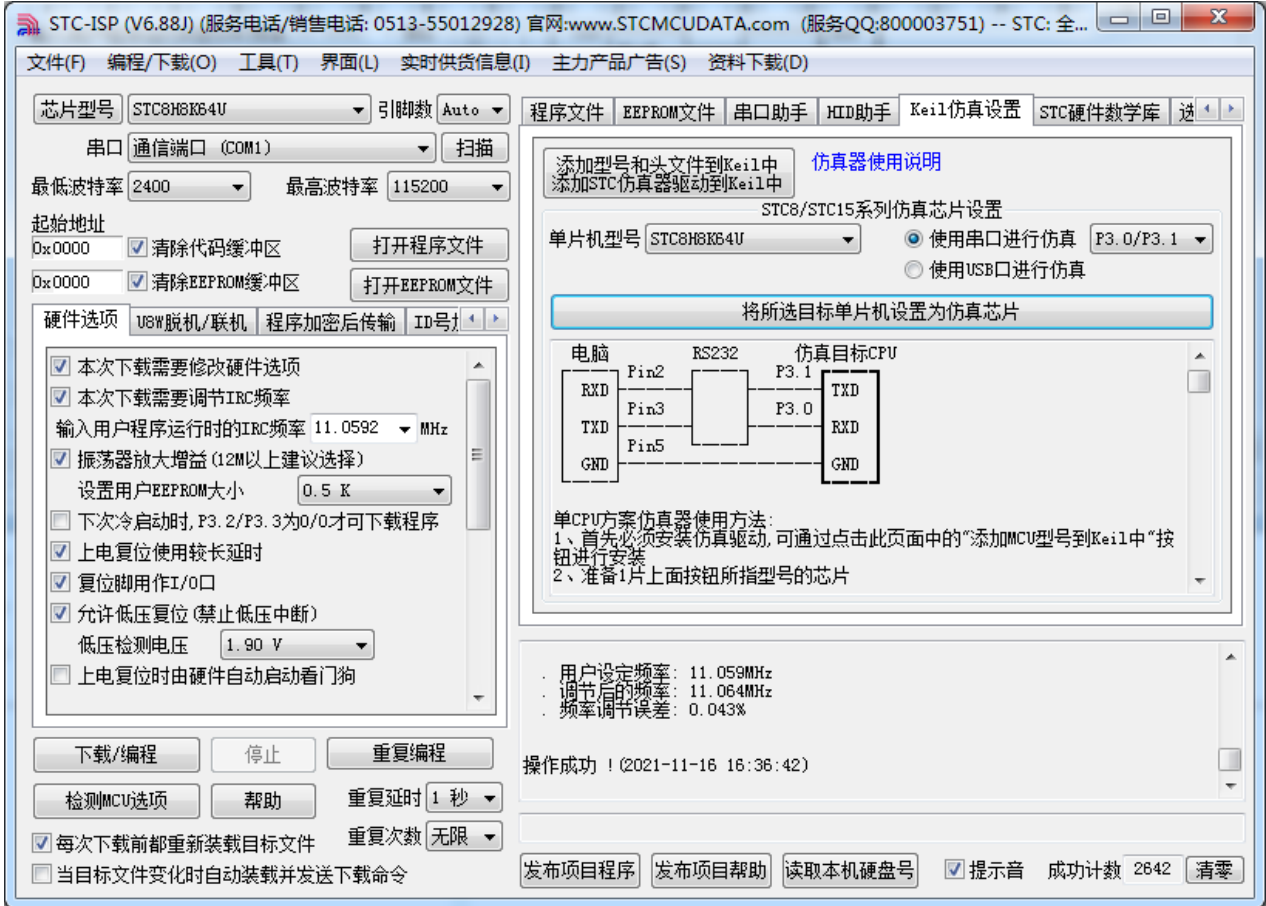 STC-ISP (V6.88J) (服务电话/销售电话: 0513-55012928) 官网:www.STCMCUDATA.com (服务QQ:800003751) -- STC: 全...
文件(F) 编程/下载(O) 工具(T) 界面(L) 实时供货信息(I) 主力产品广告(S) 资料下载(D)
芯片型号 STC8H8K64U 引脚数 Auto
串口 通信端口 (COM1) 扫描
最低波特率 2400 最高波特率 115200
起始地址
0x0000 清除代码缓冲区 打开程序文件
0x0000 清除EEPROM缓冲区 打开EEPROM文件
硬件选项 U8W脱机/联机 程序加密后传输 ID号
本次下载需要修改硬件选项
本次下载需要调节IRC频率
输入用户程序运行时的IRC频率 11.0592 MHz
振荡器放大增益(12M以上建议选择)
设置用户EEPROM大小 0.5 K
下次冷启动时,P3.2/P3.3为0/0才可下载程序
上电复位使用较长延时
复位脚用作I/O口
允许低压复位(禁止低压中断)
低压检测电压 1.90 V
上电复位时由硬件自动启动看门狗
下载/编程 停止 重复编程
检测MCU选项 帮助 重复延时 1 秒
每次下载前都重新装载目标文件 重复次数 无限
当目标文件变化时自动装载并发送下载命令
程序文件 EEPROM文件 串口助手 HID助手 Keil仿真设置 STC硬件数学库
添加型号和头文件到Keil中
添加STC仿真器驱动到Keil中
仿真器使用说明
STC8/STC15系列仿真芯片设置
单片机型号 STC8H8K64U 使用串口进行仿真 P3.0/P3.1
使用USB口进行仿真
将所选目标单片机设置为仿真芯片
电脑 RS232 仿真目标CPU
Pin2 P3.1
RXD TXD
Pin3 P3.0
TXD RXD
Pin5
GND GND
单CPU方案仿真器使用方法:
1、首先必须安装仿真驱动,可通过点击此页面中的"添加MCU型号到Keil中"按
钮进行安装
2、准备1片上面按钮所指型号的芯片
. 用户设定频率: 11.059MHz
. 调节后的频率: 11.064MHz
. 频率调节误差: 0.043%
操作成功 !(2021-11-16 16:36:42)
发布项目程序 发布项目帮助 读取本机硬盘号 提示音 成功计数 2642 清零